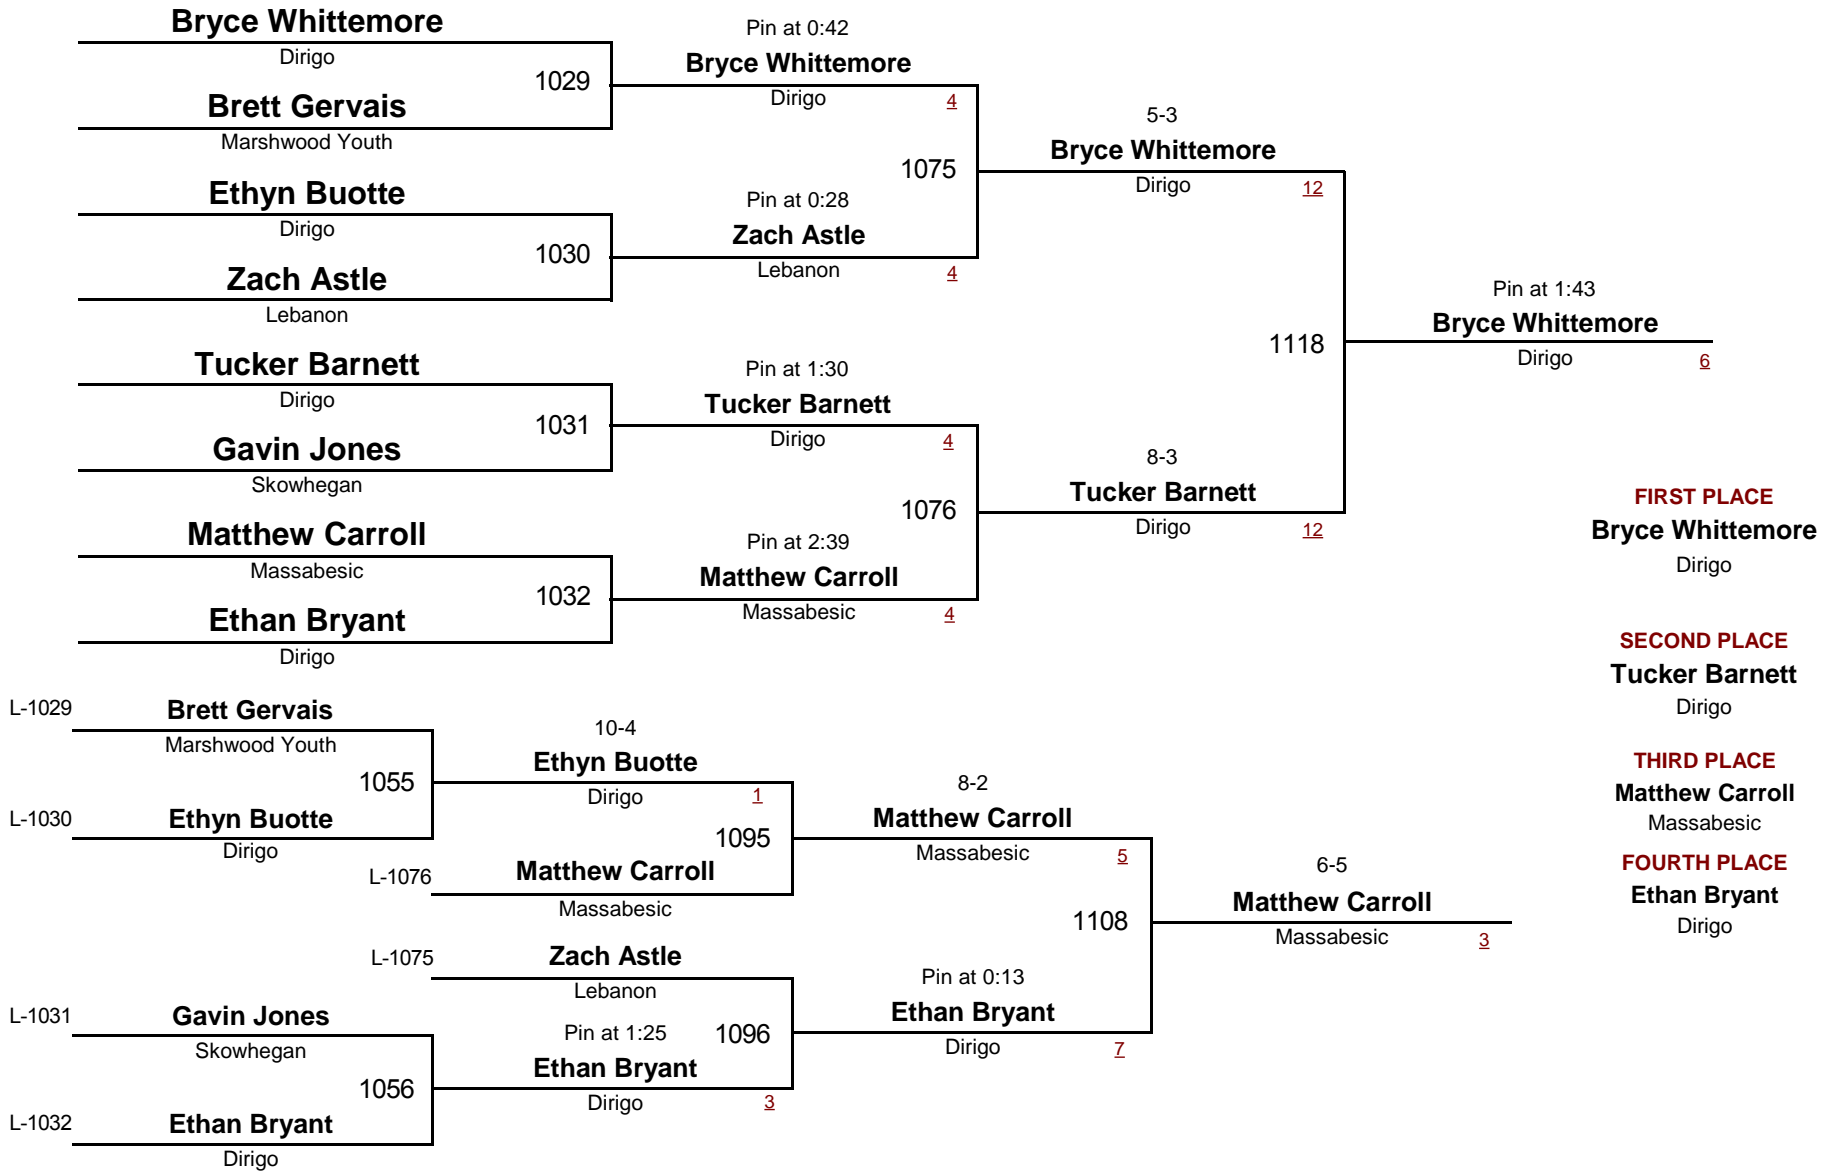 Bryce Whittemore
Dirigo
1029
Brett Gervais
Marshwood Youth
Ethyn Buotte
Dirigo
1030
Zach Astle
Lebanon
Tucker Barnett
Dirigo
1031
Gavin Jones
Skowhegan
Matthew Carroll
Massabesic
1032
Ethan Bryant
Dirigo
Pin at 0:42
Bryce Whittemore
Dirigo
4
1075
Pin at 0:28
Zach Astle
Lebanon
4
Pin at 1:30
Tucker Barnett
Dirigo
4
1076
Pin at 2:39
Matthew Carroll
Massabesic
4
5-3
Bryce Whittemore
Dirigo
12
1118
8-3
Tucker Barnett
Dirigo
12
Pin at 1:43
Bryce Whittemore
Dirigo
6
L-1029
Brett Gervais
Marshwood Youth
1055
L-1030
Ethyn Buotte
Dirigo
10-4
Ethyn Buotte
Dirigo
1
1095
L-1076
Matthew Carroll
Massabesic
L-1075
Zach Astle
Lebanon
1096
L-1031
Gavin Jones
Skowhegan
1056
L-1032
Ethan Bryant
Dirigo
Pin at 1:25
Ethan Bryant
Dirigo
3
8-2
Matthew Carroll
Massabesic
5
1108
Pin at 0:13
Ethan Bryant
Dirigo
7
6-5
Matthew Carroll
Massabesic
3
FIRST PLACE
Bryce Whittemore
Dirigo
SECOND PLACE
Tucker Barnett
Dirigo
THIRD PLACE
Matthew Carroll
Massabesic
FOURTH PLACE
Ethan Bryant
Dirigo